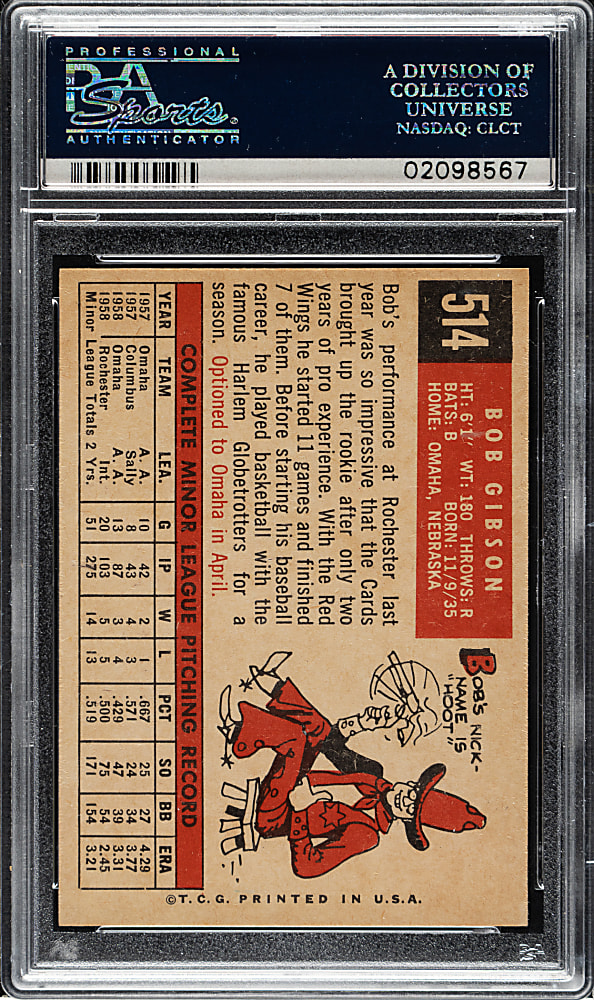 PROFESSIONAL
PSA
Sports
AUTHENTICATOR
A DIVISION OF
COLLECTORS
UNIVERSE
NASDAQ: CLCT
02098567
514
BOB GIBSON
HT: 6'1" WT: 180 THROWS: R
BATS: B BORN: 11/9/35
HOME: OMAHA, NEBRASKA
Bob's performance at Rochester last
year was so impressive that the Cards
brought up the rookie after only two
years of pro experience. With the Red
Wings he started 11 games and finished
7 of them. Before starting his baseball
career, he played basketball with the
famous Harlem Globetrotters for a
season. Optioned to Omaha in April.
BOB'S NICK-
NAME IS
"HOOT"
COMPLETE MINOR LEAGUE PITCHING RECORD
YEAR TEAM LEA. G IP W L PCT SO BB ERA
1957 Omaha A. A. 10 42 2 1 .667 25 27 4.29
1957 Columbus Sally 8 43 4 3 .571 24 34 3.77
1958 Omaha A. A. 13 87 3 4 .429 47 39 3.31
1958 Rochester Int. 20 103 5 5 .500 75 54 2.45
Minor League Totals 2 Yrs. 51 275 14 13 .519 171 154 3.21
©T.C.G. PRINTED IN U.S.A.